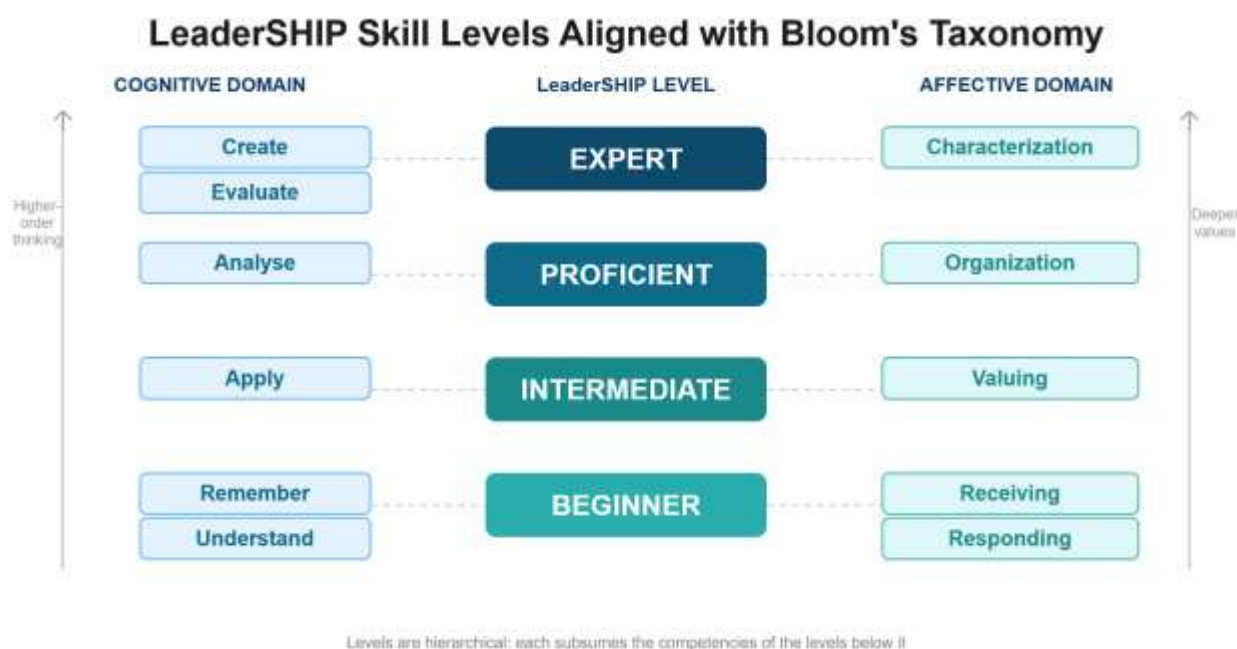 LeaderSHIP Skill Levels Aligned with Bloom's Taxonomy
COGNITIVE DOMAIN
LeaderSHIP LEVEL
AFFECTIVE DOMAIN
Higher-
order
thinking
Create
Evaluate
EXPERT
Characterization
Deeper
values
Analyse
PROFICIENT
Organization
Apply
INTERMEDIATE
Valuing
Remember
Understand
BEGINNER
Receiving
Responding
Levels are hierarchical: each subsumes the competencies of the levels below it